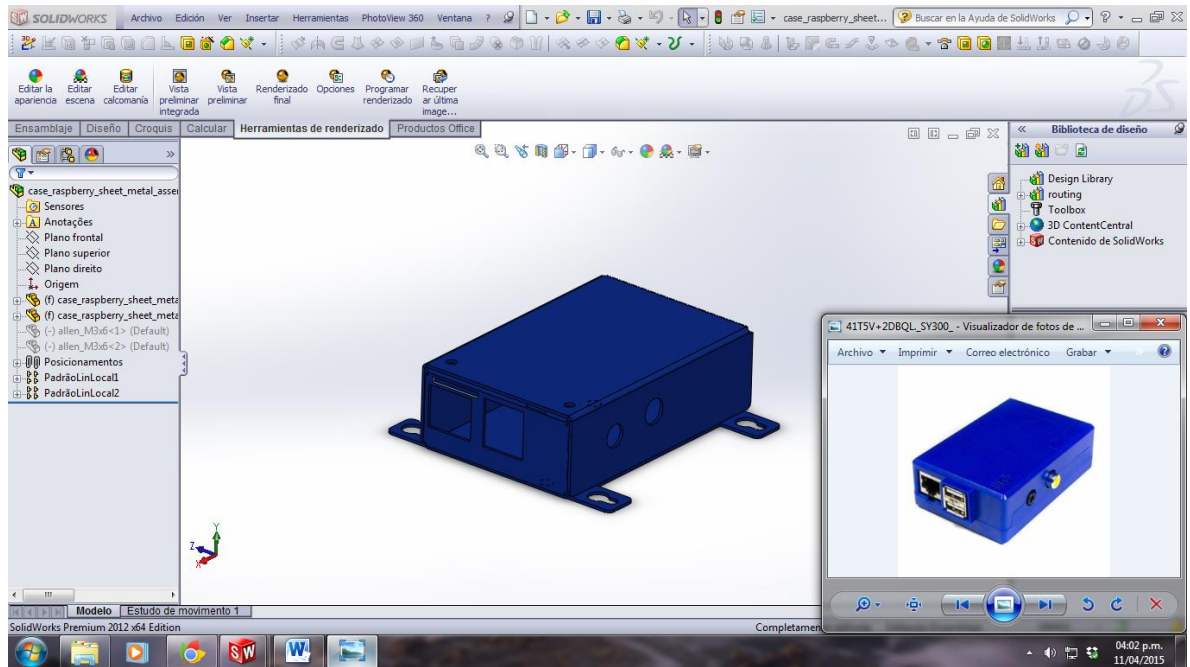 SOLIDWORKS Archivo Edición Ver Insertar Herramientas PhotoView 360 Ventana ? case_raspberry_sheet... Buscar en la Ayuda de SolidWorks
Editar la apariencia
Editar escena
Editar calcomanía
Vista preliminar integrada
Vista preliminar
Renderizado final
Opciones
Programar renderizado
Recuperar última image...
Ensamblaje Diseño Croquis Calcular Herramientas de renderizado Productos Office
Biblioteca de diseño
case_raspberry_sheet_metal_asse
Sensores
Anotações
Plano frontal
Plano superior
Plano direito
Origem
(f) case_raspberry_sheet_meta
(f) case_raspberry_sheet_meta
(-) allen_M3x6<1> (Default)
(-) allen_M3x6<2> (Default)
Posicionamentos
PadrãoLinLocal1
PadrãoLinLocal2
Design Library
routing
Toolbox
3D ContentCentral
Contenido de SolidWorks
41T5V+2DBQL._SY300_ - Visualizador de fotos de ...
Archivo Imprimir Correo electrónico Grabar
Y
Z
X
Modelo Estudo de movimento 1
SolidWorks Premium 2012 x64 Edition
Completamen
04:02 p.m.
11/04/2015